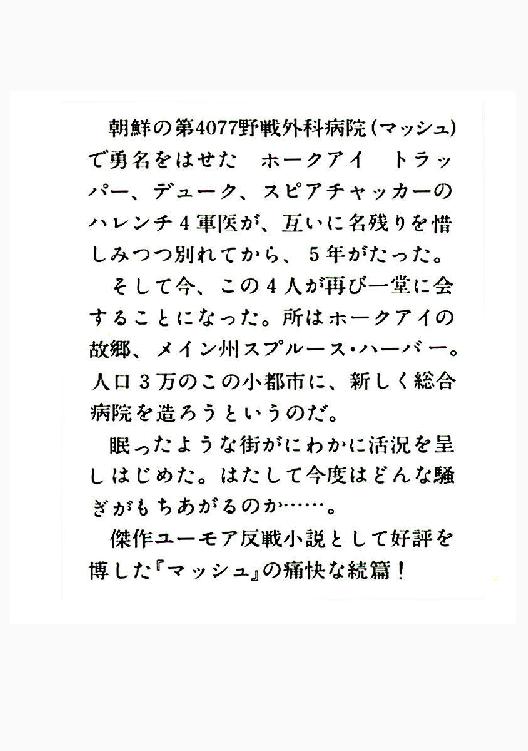 朝鮮の第4077野戦外科病院(マッシュ)
で勇名をはせた　ホークアイ　トラッ
パー、デューク、スピアチャッカーの
ハレンチ4軍医が、互いに名残りを惜
しみつつ別れてから、5年がたった。
そして今、この4人が再び一堂に会
することになった。所はホークアイの
故郷、メイン州スプルース・ハーバー。
人口3万のこの小都市に、新しく総合
病院を造ろうというのだ。
眠ったような街がにわかに活況を呈
しはじめた。はたして今度はどんな騒
ぎがもちあがるのか……。
傑作ユーモア反戦小説として好評を
博した『マッシュ』の痛快な続篇！